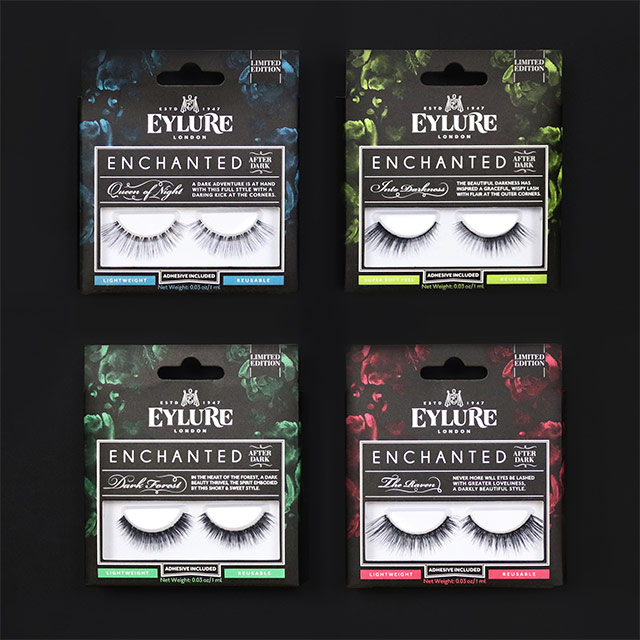 LIMITED
EDITION
ESTD 1947
EYLURE
LONDON
ENCHANTED AFTER DARK
Queen of Night
A DARK ADVENTURE IS AT HAND
WITH THIS FULL STYLE WITH A
DARING KICK AT THE CORNERS.
LIGHTWEIGHT ADHESIVE INCLUDED REUSABLE
Net Weight: 0.03 oz/1 ml
LIMITED
EDITION
ESTD 1947
EYLURE
LONDON
ENCHANTED AFTER DARK
Into Darkness
THE BEAUTIFUL DARKNESS HAS
INSPIRED A GRACEFUL, WISPY LASH
WITH FLAIR AT THE OUTER CORNERS.
ADHESIVE INCLUDED REUSABLE
Net Weight: 0.03 oz/1 ml
LIMITED
EDITION
ESTD 1947
EYLURE
LONDON
ENCHANTED AFTER DARK
Dark Forest
IN THE HEART OF THE FOREST, A DARK
BEAUTY THRIVES, THE SPIRIT EMBODIED
BY THIS SHORT & SWEET STYLE.
LIGHTWEIGHT ADHESIVE INCLUDED REUSABLE
Net Weight: 0.03 oz/1 ml
LIMITED
EDITION
ESTD 1947
EYLURE
LONDON
ENCHANTED AFTER DARK
The Raven
NEVER MORE WILL EYES BE LASHED
WITH GREATER LOVELINESS,
A DARKLY BEAUTIFUL STYLE.
LIGHTWEIGHT ADHESIVE INCLUDED REUSABLE
Net Weight: 0.03 oz/1 ml